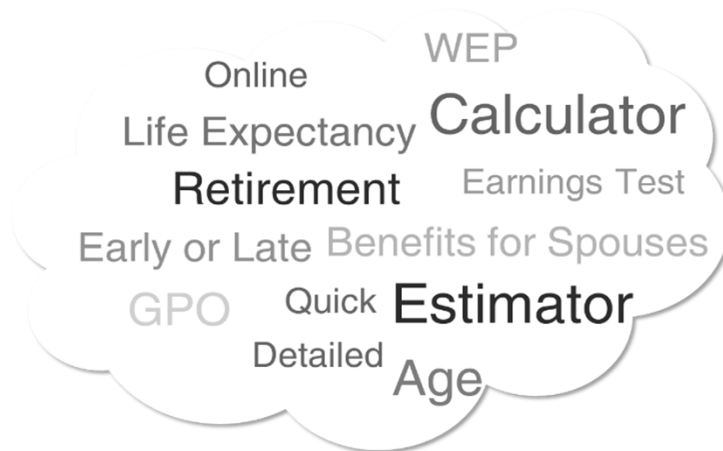 WEP
Online
Calculator
Life Expectancy
Retirement
Earnings Test
Early or Late
Benefits for Spouses
GPO
Quick
Estimator
Detailed
Age